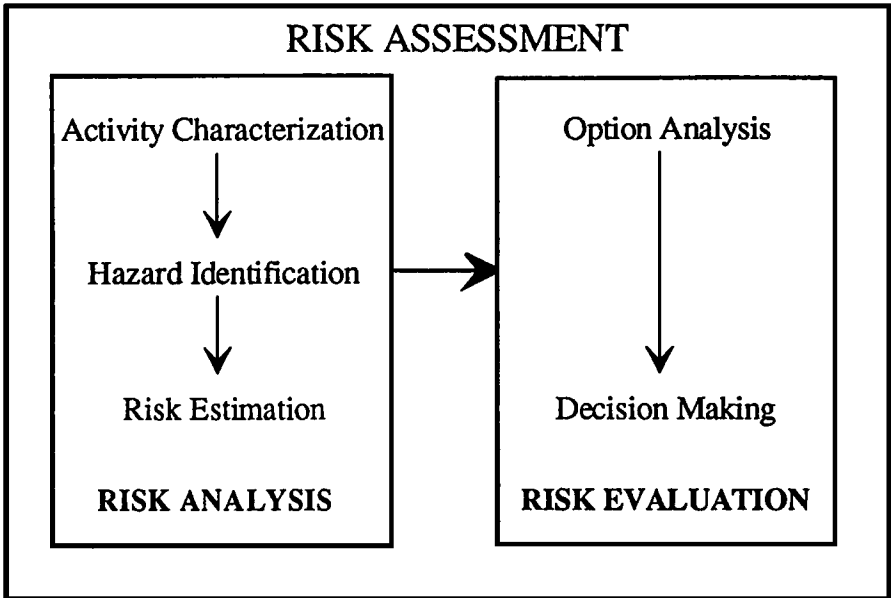 RISK ASSESSMENT
Activity Characterization
Hazard Identification
Risk Estimation
RISK ANALYSIS
Option Analysis
Decision Making
RISK EVALUATION